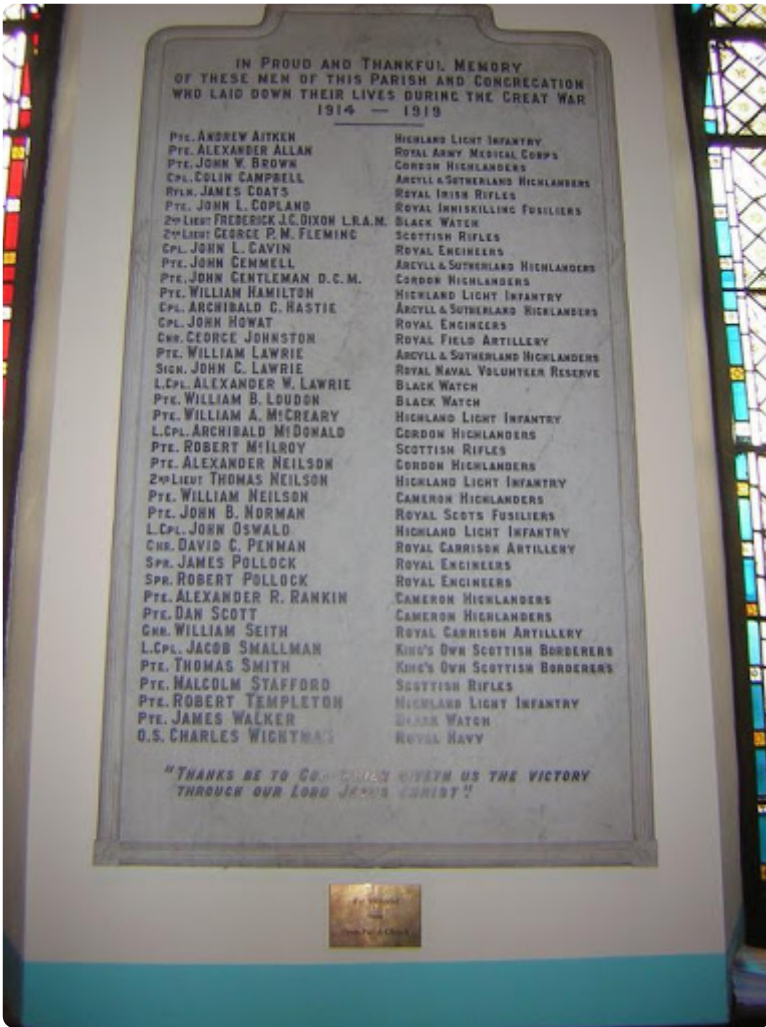 IN PROUD AND THANKFUL MEMORY
OF THESE MEN OF THIS PARISH AND CONGREGATION
WHO LAID DOWN THEIR LIVES DURING THE GREAT WAR
1914 — 1919
PTE. ANDREW AITKEN HIGHLAND LIGHT INFANTRY
PTE. ALEXANDER ALLAN ROYAL ARMY MEDICAL CORPS
PTE. JOHN W. BROWN GORDON HIGHLANDERS
CPL. COLIN CAMPBELL ARGYLL & SUTHERLAND HIGHLANDERS
RFLN. JAMES COATS ROYAL IRISH RIFLES
PTE. JOHN L. COPLAND ROYAL INNISKILLING FUSILIERS
2ND LIEUT FREDERICK J.C. DIXON L.R.A.M. BLACK WATCH
2ND LIEUT GEORGE P. M. FLEMING SCOTTISH RIFLES
CPL. JOHN L. GAVIN ROYAL ENGINEERS
PTE. JOHN GEMMELL ARGYLL & SUTHERLAND HIGHLANDERS
PTE. JOHN GENTLEMAN D.C.M. GORDON HIGHLANDERS
PTE. WILLIAM HAMILTON HIGHLAND LIGHT INFANTRY
CPL. ARCHIBALD C. HASTIE ARGYLL & SUTHERLAND HIGHLANDERS
CPL. JOHN HOWAT ROYAL ENGINEERS
GNR. GEORGE JOHNSTON ROYAL FIELD ARTILLERY
PTE. WILLIAM LAWRIE ARGYLL & SUTHERLAND HIGHLANDERS
SIGN. JOHN C. LAWRIE ROYAL NAVAL VOLUNTEER RESERVE
L.CPL. ALEXANDER W. LAWRIE BLACK WATCH
PTE. WILLIAM B. LOUDON BLACK WATCH
PTE. WILLIAM A. McCREARY HIGHLAND LIGHT INFANTRY
L.CPL. ARCHIBALD McDONALD GORDON HIGHLANDERS
PTE. ROBERT McILROY SCOTTISH RIFLES
PTE. ALEXANDER NEILSON GORDON HIGHLANDERS
2ND LIEUT THOMAS NEILSON HIGHLAND LIGHT INFANTRY
PTE. WILLIAM NEILSON CAMERON HIGHLANDERS
PTE. JOHN B. NORMAN ROYAL SCOTS FUSILIERS
L.CPL. JOHN OSWALD HIGHLAND LIGHT INFANTRY
GNR. DAVID C. PENMAN ROYAL GARRISON ARTILLERY
SPR. JAMES POLLOCK ROYAL ENGINEERS
SPR. ROBERT POLLOCK ROYAL ENGINEERS
PTE. ALEXANDER R. RANKIN CAMERON HIGHLANDERS
PTE. DAN SCOTT CAMERON HIGHLANDERS
GNR. WILLIAM SEITH ROYAL GARRISON ARTILLERY
L.CPL. JACOB SMALLMAN KING'S OWN SCOTTISH BORDERERS
PTE. THOMAS SMITH KING'S OWN SCOTTISH BORDERERS
PTE. MALCOLM STAFFORD SCOTTISH RIFLES
PTE. ROBERT TEMPLETON HIGHLAND LIGHT INFANTRY
PTE. JAMES WALKER BLACK WATCH
O.S. CHARLES WIGHTMAN ROYAL NAVY
"THANKS BE TO GOD WHICH GIVETH US THE VICTORY
THROUGH OUR LORD JESUS CHRIST".